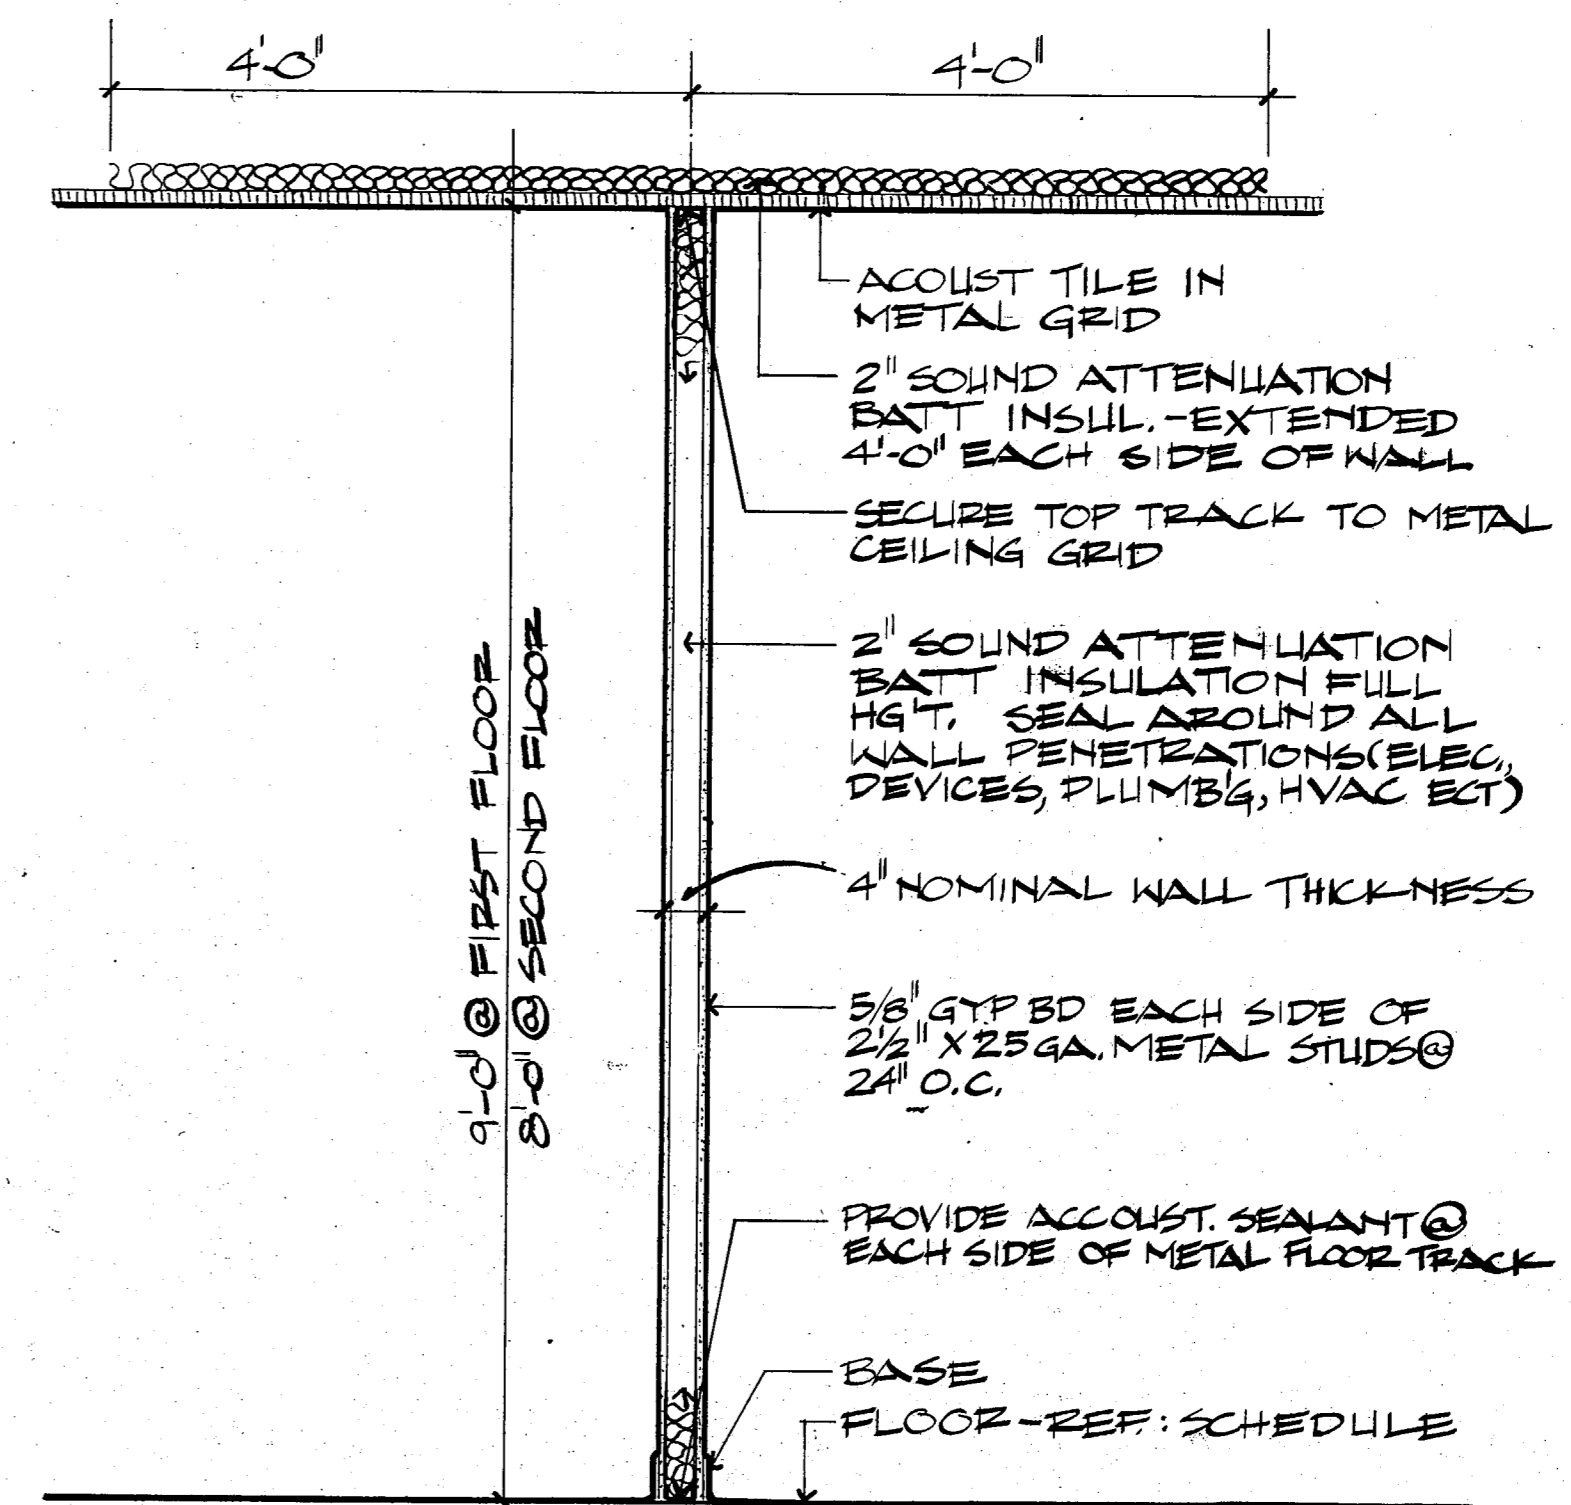 4'-0"
4'-0"
ACOUST TILE IN
METAL GRID
2" SOUND ATTENUATION
BATT INSUL.-EXTENDED
4'-0" EACH SIDE OF WALL
SECURE TOP TRACK TO METAL
CEILING GRID
2" SOUND ATTENUATION
BATT INSULATION FULL
HG'T. SEAL AROUND ALL
WALL PENETRATIONS(ELEC.,
DEVICES, PLUMB'G, HVAC ECT)
9'-0" @ FIRST FLOOR
8'-0" @ SECOND FLOOR
4" NOMINAL WALL THICKNESS
5/8" GYP BD EACH SIDE OF
2 1/2" X 25 GA. METAL STUDS @
24" O.C.
PROVIDE ACCOUST. SEALANT @
EACH SIDE OF METAL FLOOR TRACK
BASE
FLOOR-REF.: SCHEDULE